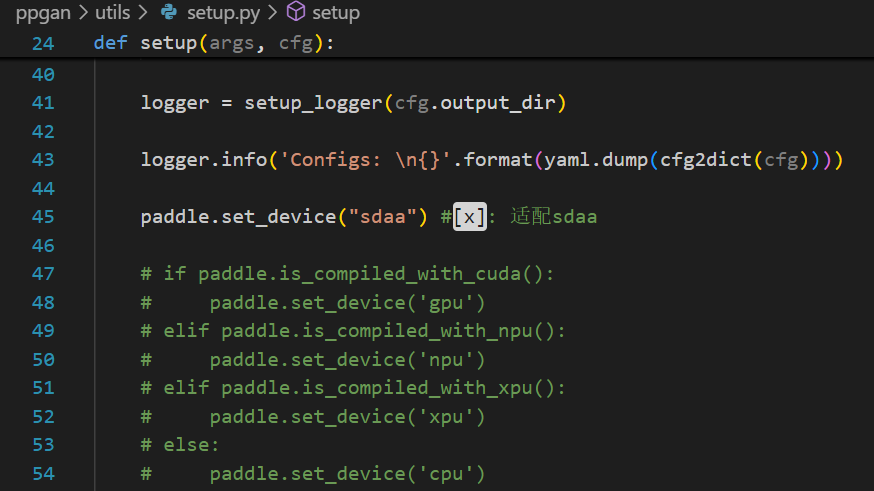 ppgan > utils > setup.py > setup
24 def setup(args, cfg):
40
41 logger = setup_logger(cfg.output_dir)
42
43 logger.info('Configs: \n{}'.format(yaml.dump(cfg2dict(cfg))))
44
45 paddle.set_device("sdaa") #[x]: 适配sdaa
46
47 # if paddle.is_compiled_with_cuda():
48 #     paddle.set_device('gpu')
49 # elif paddle.is_compiled_with_npu():
50 #     paddle.set_device('npu')
51 # elif paddle.is_compiled_with_xpu():
52 #     paddle.set_device('xpu')
53 # else:
54 #     paddle.set_device('cpu')